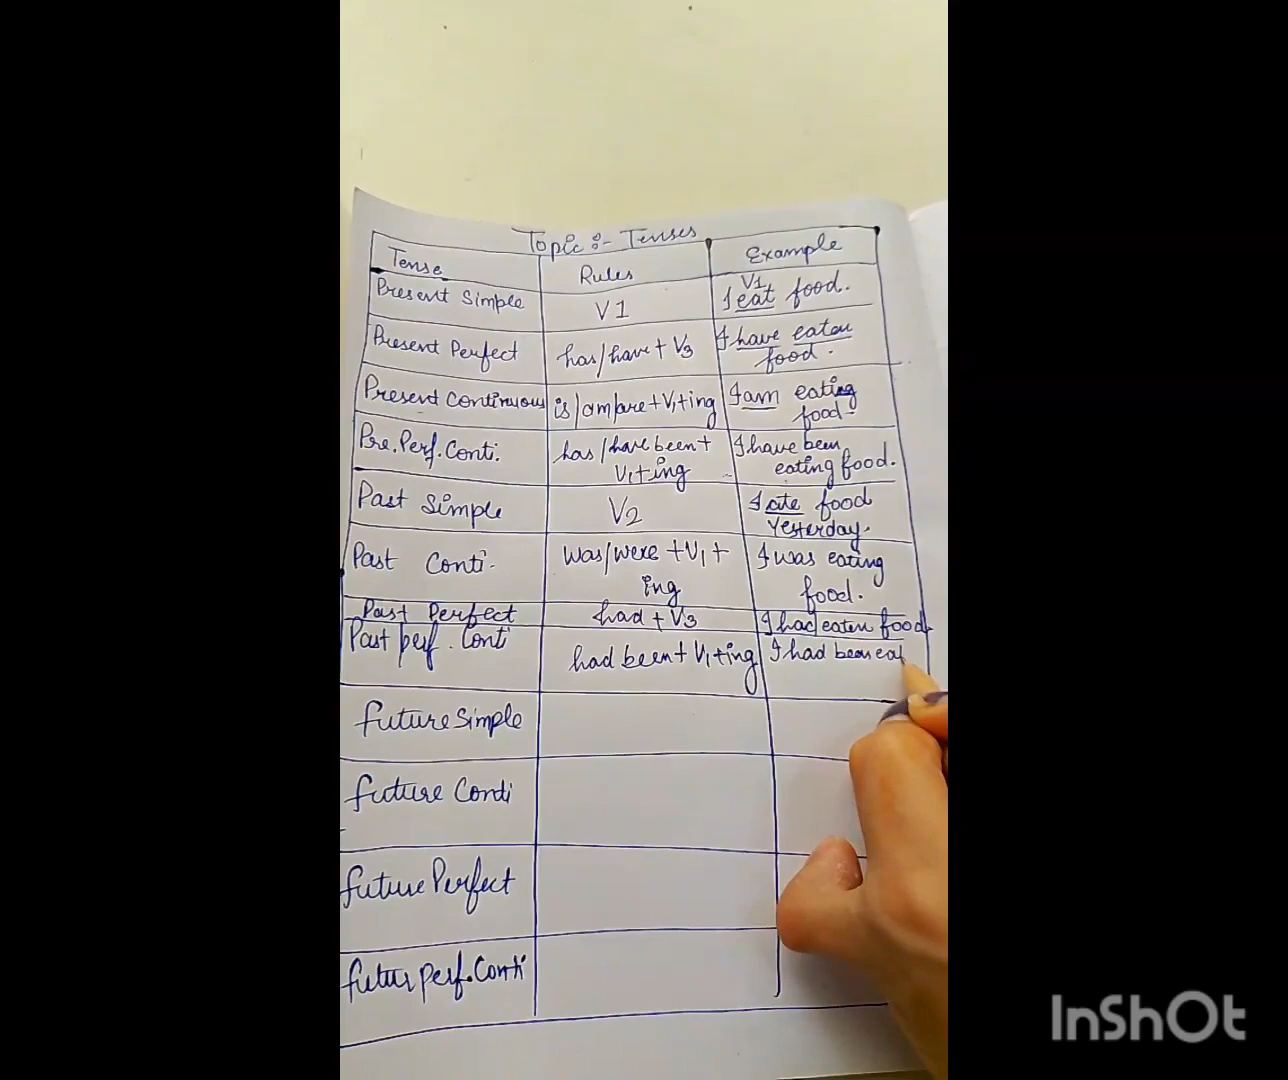 Topic :- Tenses
Tense Rules Example
Present Simple V1 V1
I eat food.
Present Perfect has/have + V3 I have eaten
food.
Present Continuous is/am/are + V1 + ing I am eating
food.
Pre. Perf. Conti. has/have been + I have been
V1 + ing eating food.
Past Simple V2 I ate food
Yesterday.
Past Conti. was/were + V1 + I was eating
ing food.
Past Perfect had + V3 I had eaten food.
Past perf. Conti had been + V1 + ing I had been eat
future Simple
future Conti
future Perfect
futur perf. Conti
InShOt